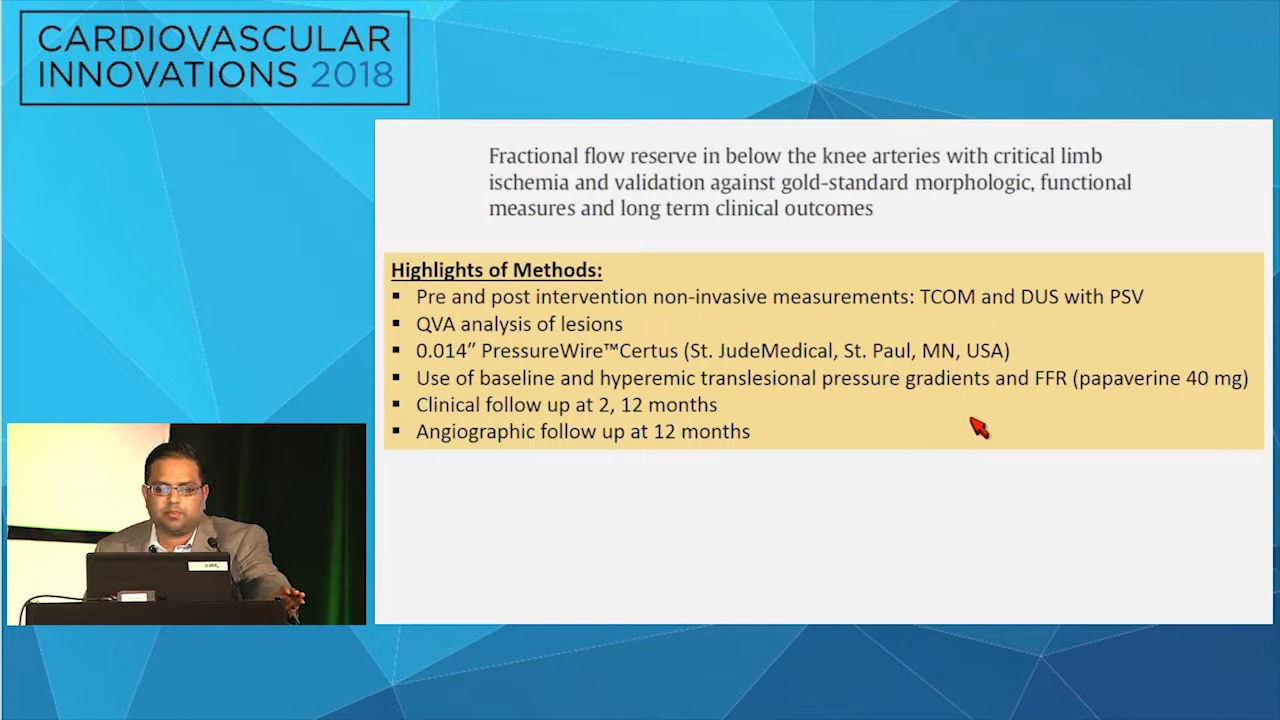 CARDIOVASCULAR
INNOVATIONS 2018
Fractional flow reserve in below the knee arteries with critical limb
ischemia and validation against gold-standard morphologic, functional
measures and long term clinical outcomes
Highlights of Methods:
▪ Pre and post intervention non-invasive measurements: TCOM and DUS with PSV
▪ QVA analysis of lesions
▪ 0.014″ PressureWire™Certus (St. JudeMedical, St. Paul, MN, USA)
▪ Use of baseline and hyperemic translesional pressure gradients and FFR (papaverine 40 mg)
▪ Clinical follow up at 2, 12 months
▪ Angiographic follow up at 12 months